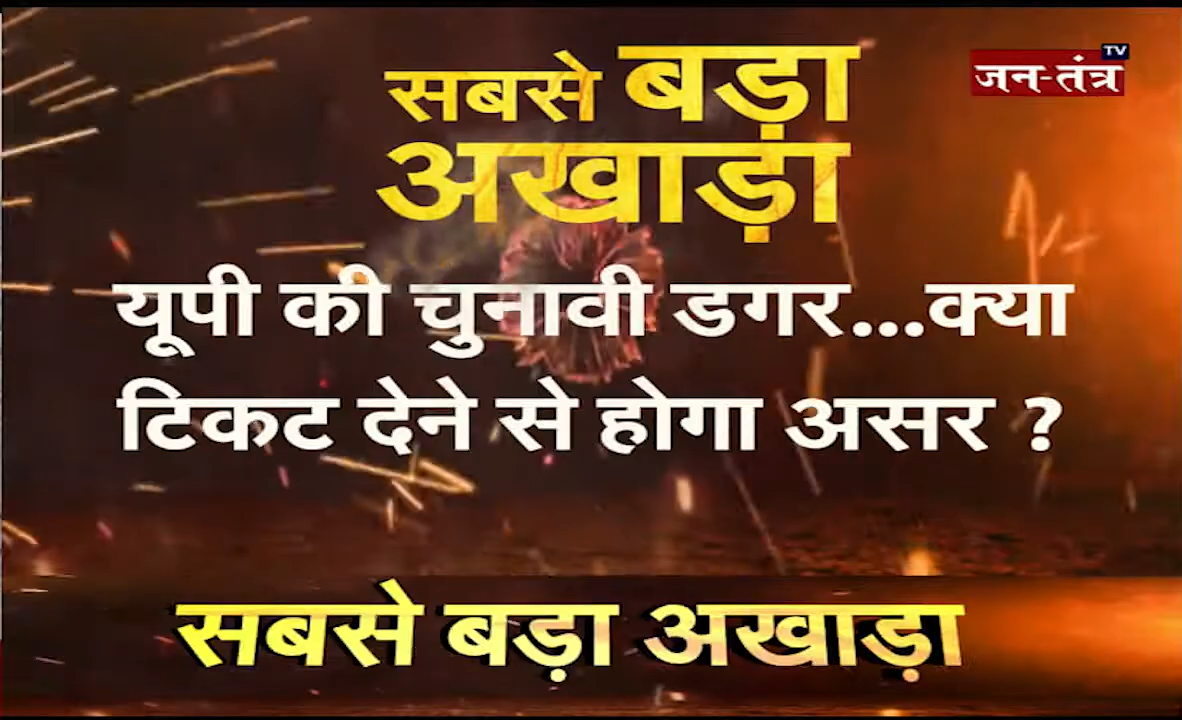 सबसे बड़ा
अखाड़ा
TV
जन-तंत्र
यूपी की चुनावी डगर...क्या
टिकट देने से होगा असर ?
सबसे बड़ा अखाड़ा